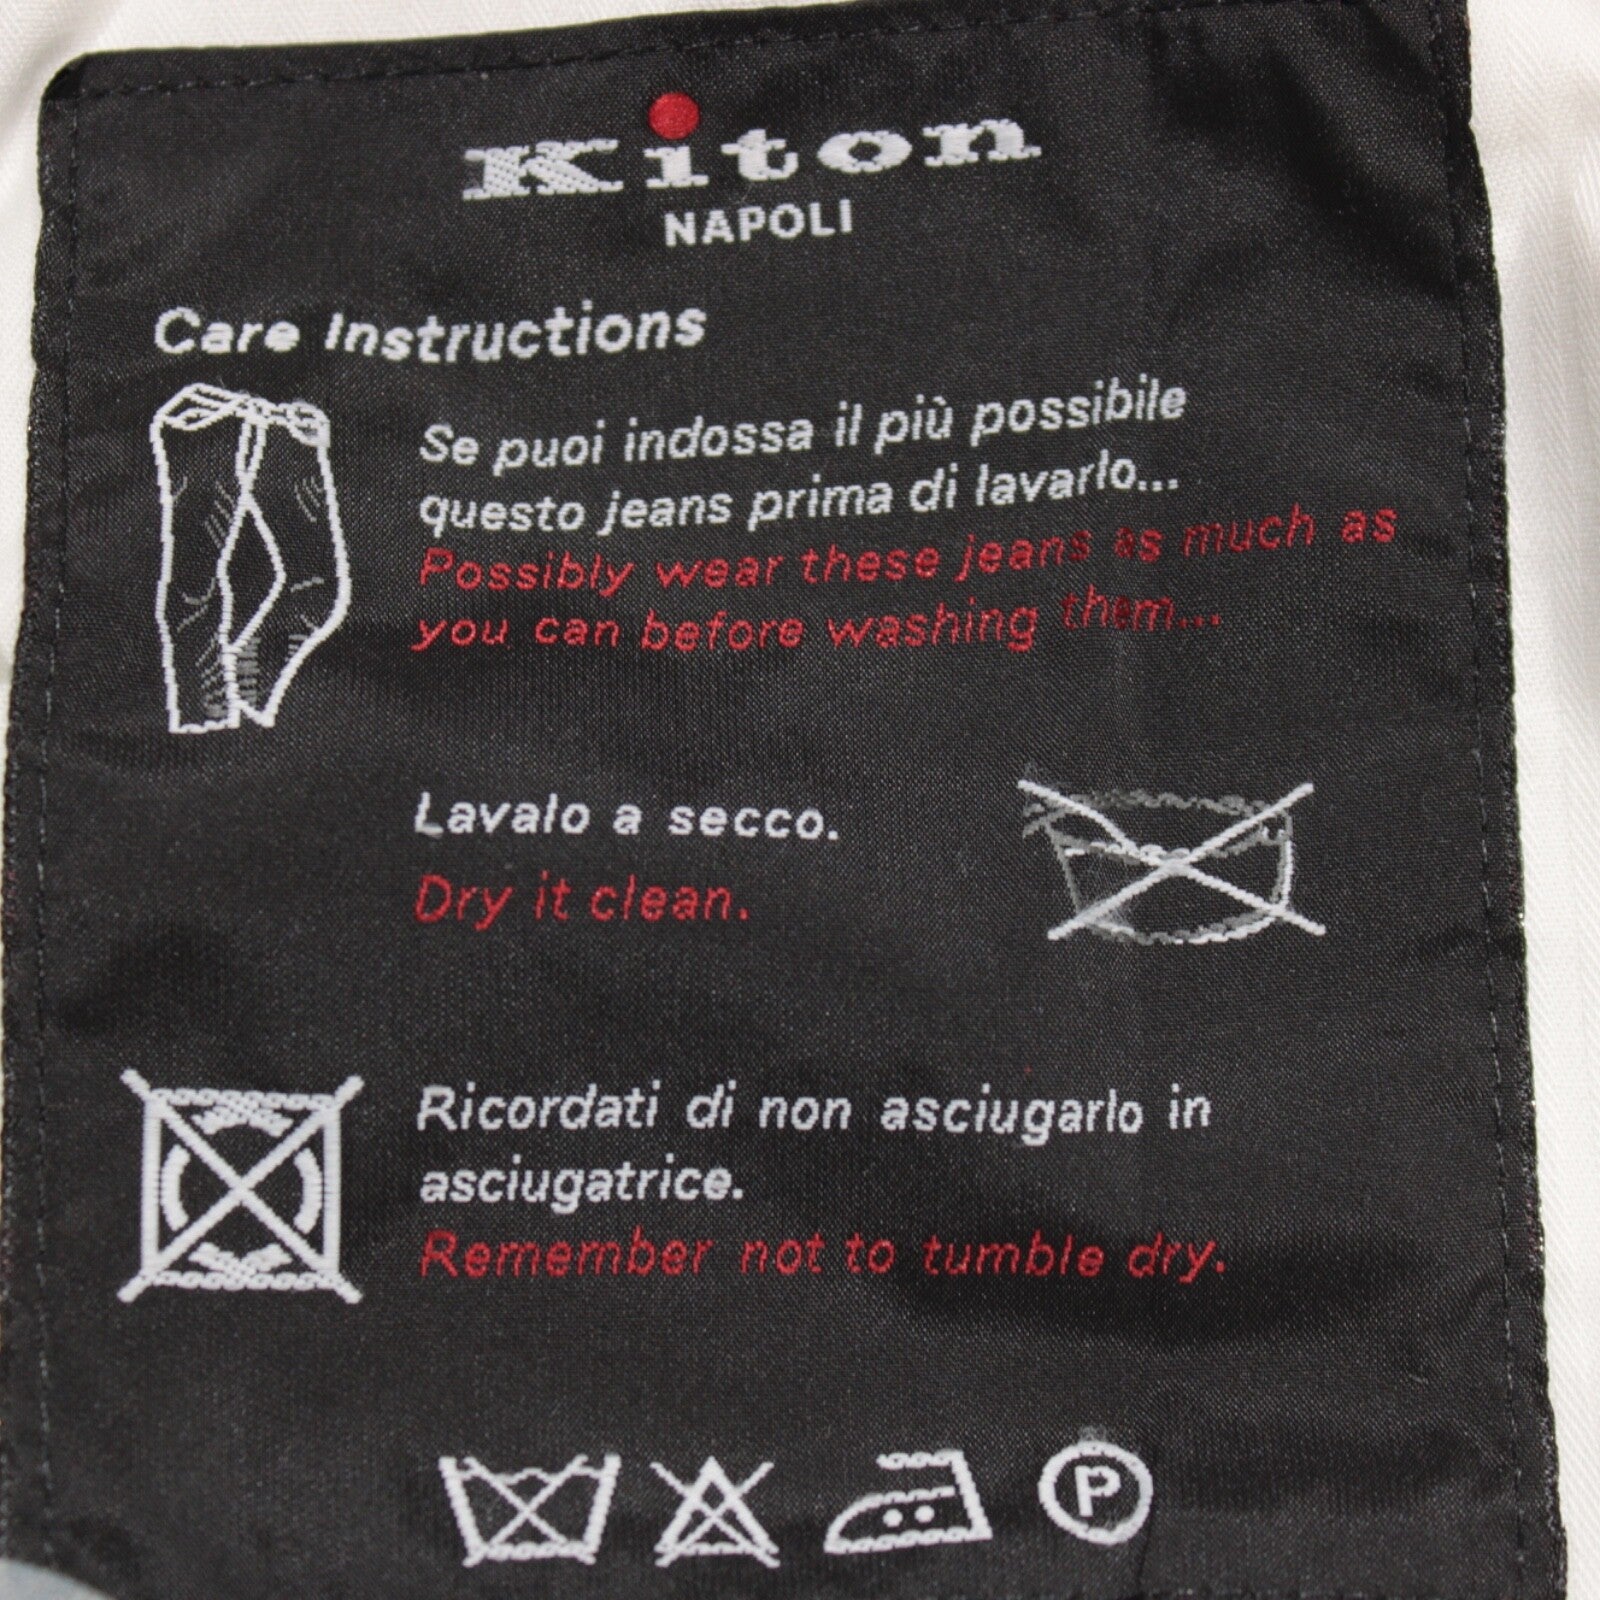 Kiton
NAPOLI
Care Instructions
Se puoi indossa il più possibile
questo jeans prima di lavarlo...
Possibly wear these jeans as much as
you can before washing them...
Lavalo a secco.
Dry it clean.
Ricordati di non asciugarlo in
asciugatrice.
Remember not to tumble dry.
P